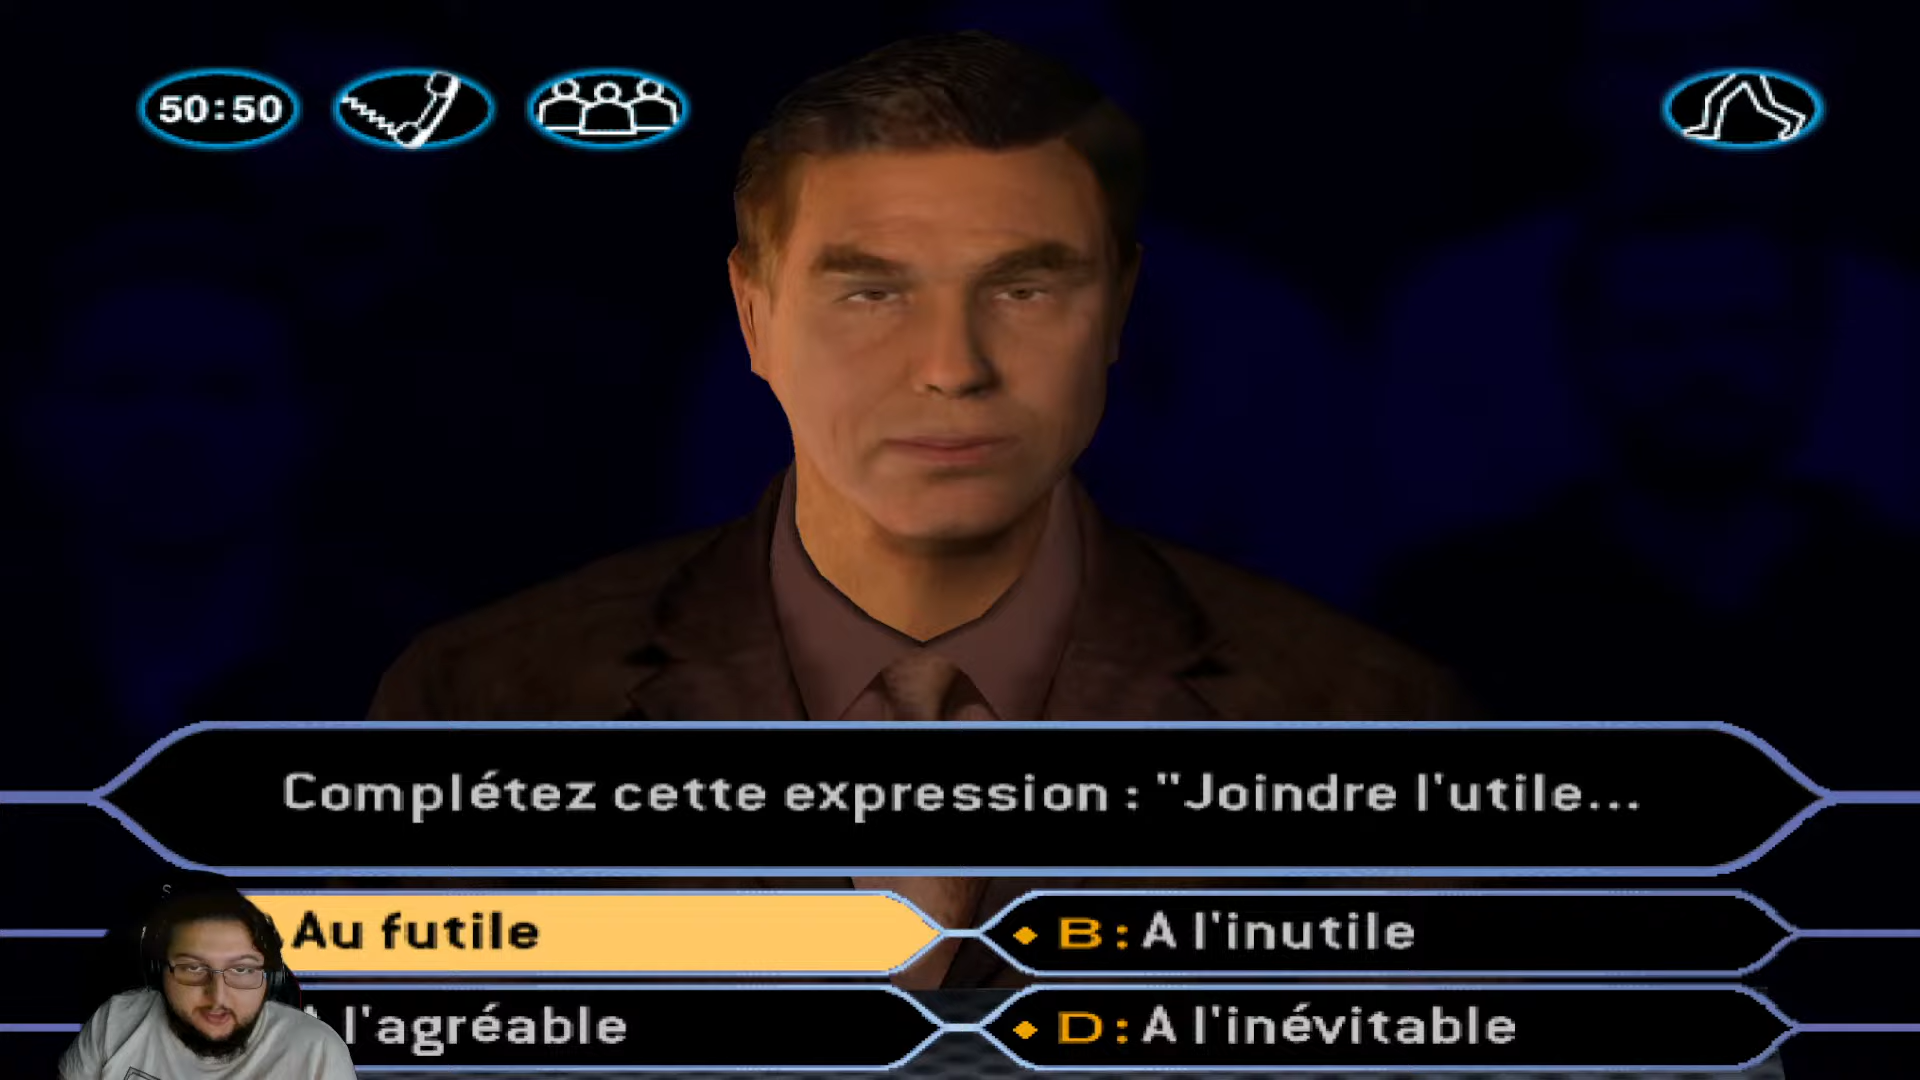 50:50
Complétez cette expression : "Joindre l'utile...
Au futile
B: A l'inutile
l'agréable
D: A l'inévitable